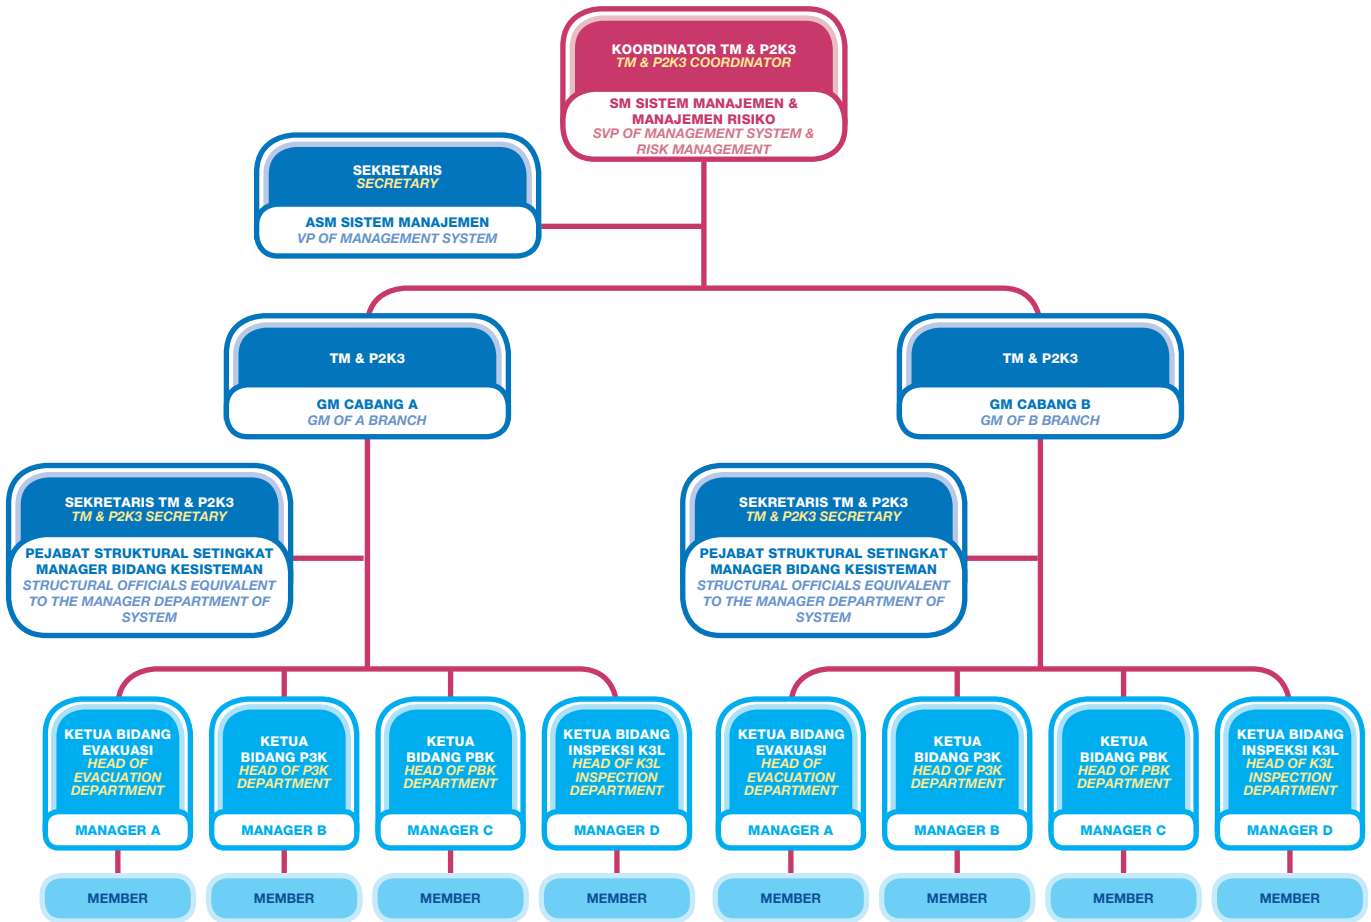 KOORDINATOR TM & P2K3
TM & P2K3 COORDINATOR
SM SISTEM MANAJEMEN &
MANAJEMEN RISIKO
SVP OF MANAGEMENT SYSTEM &
RISK MANAGEMENT
SEKRETARIS
SECRETARY
ASM SISTEM MANAJEMEN
VP OF MANAGEMENT SYSTEM
TM & P2K3
GM CABANG A
GM OF A BRANCH
TM & P2K3
GM CABANG B
GM OF B BRANCH
SEKRETARIS TM & P2K3
TM & P2K3 SECRETARY
PEJABAT STRUKTURAL SETINGKAT
MANAGER BIDANG KESISTEMAN
STRUCTURAL OFFICIALS EQUIVALENT
TO THE MANAGER DEPARTMENT OF
SYSTEM
SEKRETARIS TM & P2K3
TM & P2K3 SECRETARY
PEJABAT STRUKTURAL SETINGKAT
MANAGER BIDANG KESISTEMAN
STRUCTURAL OFFICIALS EQUIVALENT
TO THE MANAGER DEPARTMENT OF
SYSTEM
KETUA BIDANG
EVAKUASI
HEAD OF
EVACUATION
DEPARTMENT
MANAGER A
MEMBER
KETUA
BIDANG P3K
HEAD OF P3K
DEPARTMENT
MANAGER B
MEMBER
KETUA
BIDANG PBK
HEAD OF PBK
DEPARTMENT
MANAGER C
MEMBER
KETUA BIDANG
INSPEKSI K3L
HEAD OF K3L
INSPECTION
DEPARTMENT
MANAGER D
MEMBER
KETUA BIDANG
EVAKUASI
HEAD OF
EVACUATION
DEPARTMENT
MANAGER A
MEMBER
KETUA
BIDANG P3K
HEAD OF P3K
DEPARTMENT
MANAGER B
MEMBER
KETUA
BIDANG PBK
HEAD OF PBK
DEPARTMENT
MANAGER C
MEMBER
KETUA BIDANG
INSPEKSI K3L
HEAD OF K3L
INSPECTION
DEPARTMENT
MANAGER D
MEMBER